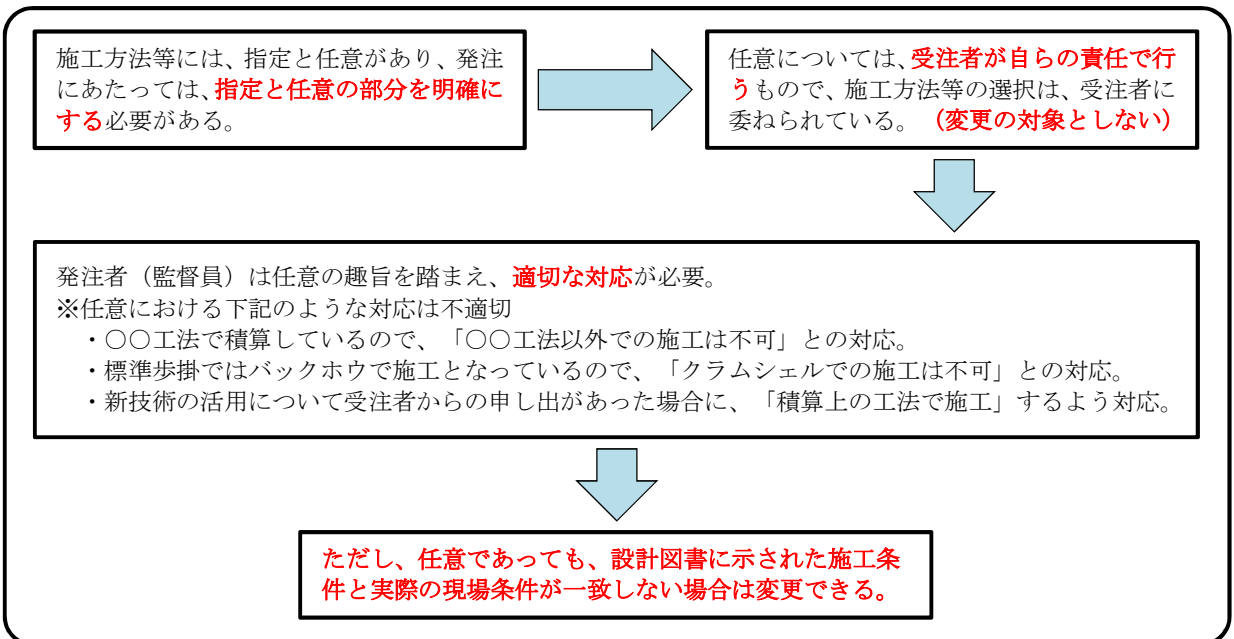 施工方法等には、指定と任意があり、発注
にあたっては、指定と任意の部分を明確に
する必要がある。
任意については、受注者が自らの責任で行
うもので、施工方法等の選択は、受注者に
委ねられている。（変更の対象としない）
発注者（監督員）は任意の趣旨を踏まえ、適切な対応が必要。
※任意における下記のような対応は不適切
・〇〇工法で積算しているので、「〇〇工法以外での施工は不可」との対応。
・標準歩掛ではバックホウで施工となっているので、「クラムシェルでの施工は不可」との対応。
・新技術の活用について受注者からの申し出があった場合に、「積算上の工法で施工」するよう対応。
ただし、任意であっても、設計図書に示された施工条
件と実際の現場条件が一致しない場合は変更できる。